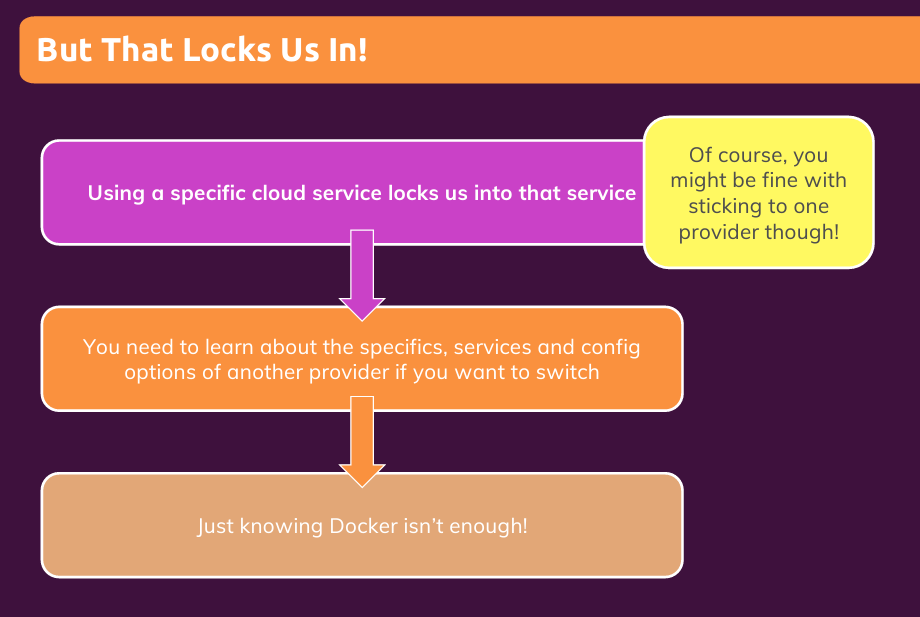 But That Locks Us In!
Using a specific cloud service locks us into that service
Of course, you
might be fine with
sticking to one
provider though!
You need to learn about the specifics, services and config
options of another provider if you want to switch
Just knowing Docker isn’t enough!